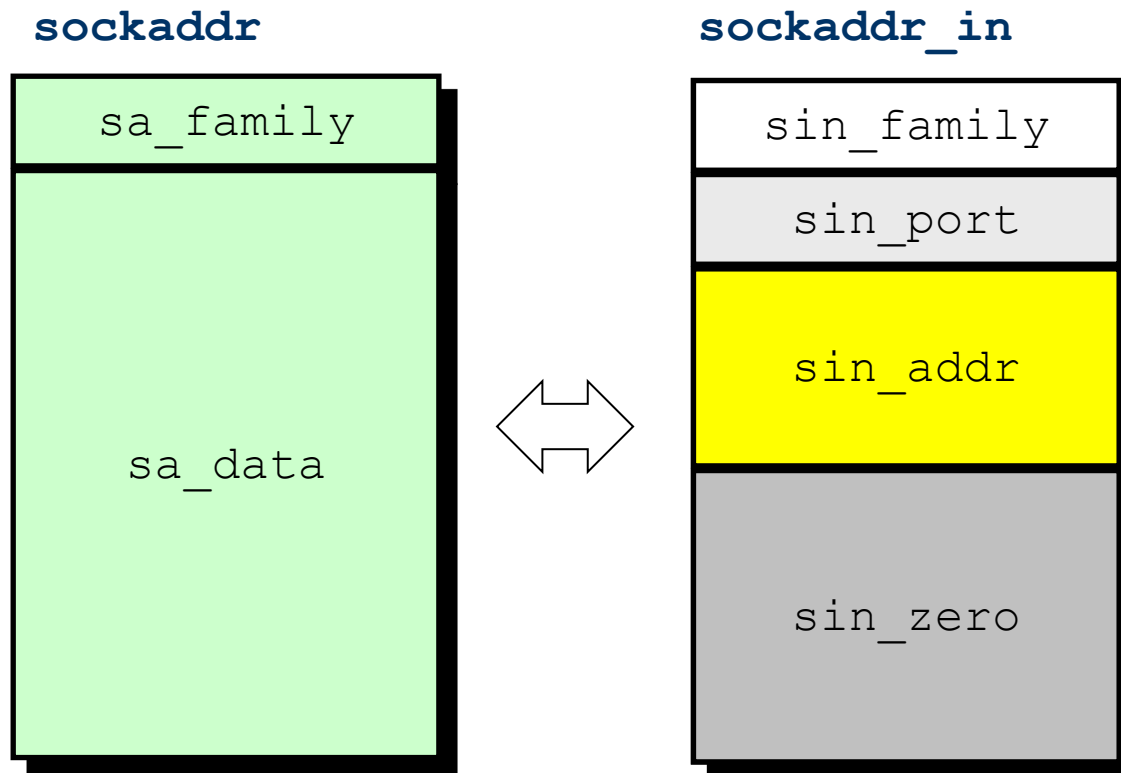 sockaddr
sa_family
sa_data
sockaddr_in
sin_family
sin_port
sin_addr
sin_zero